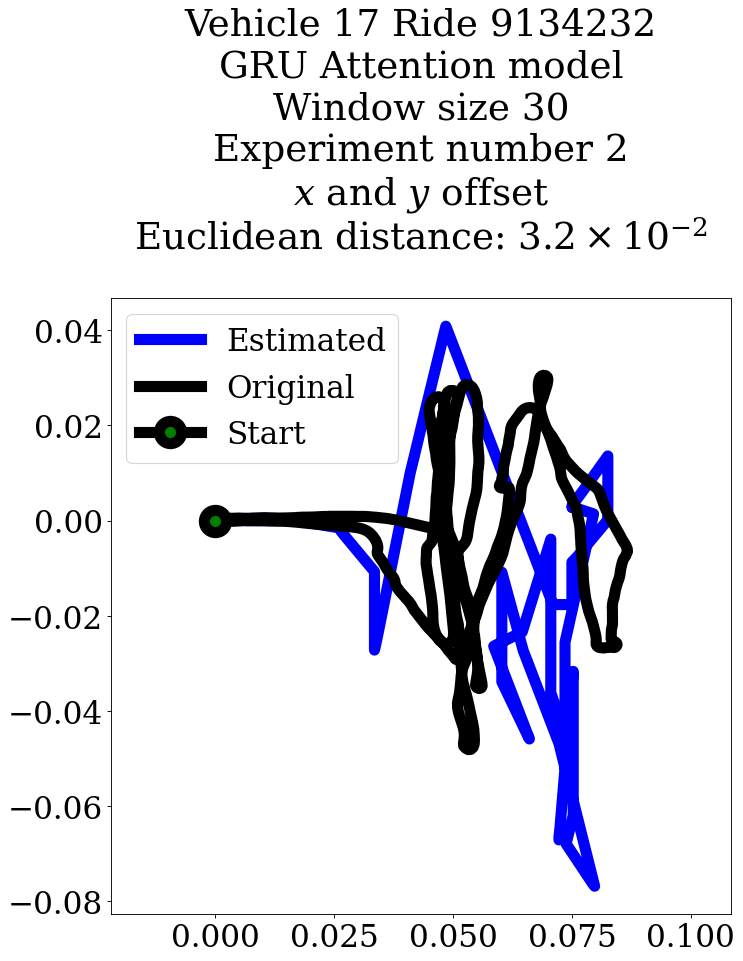 Vehicle 17 Ride 9134232
GRU Attention model
Window size 30
Experiment number 2
x and y offset
Euclidean distance: 3.2 × 10⁻²
Estimated
Original
Start
0.04
0.02
0.00
−0.02
−0.04
−0.06
−0.08
0.000 0.025 0.050 0.075 0.100